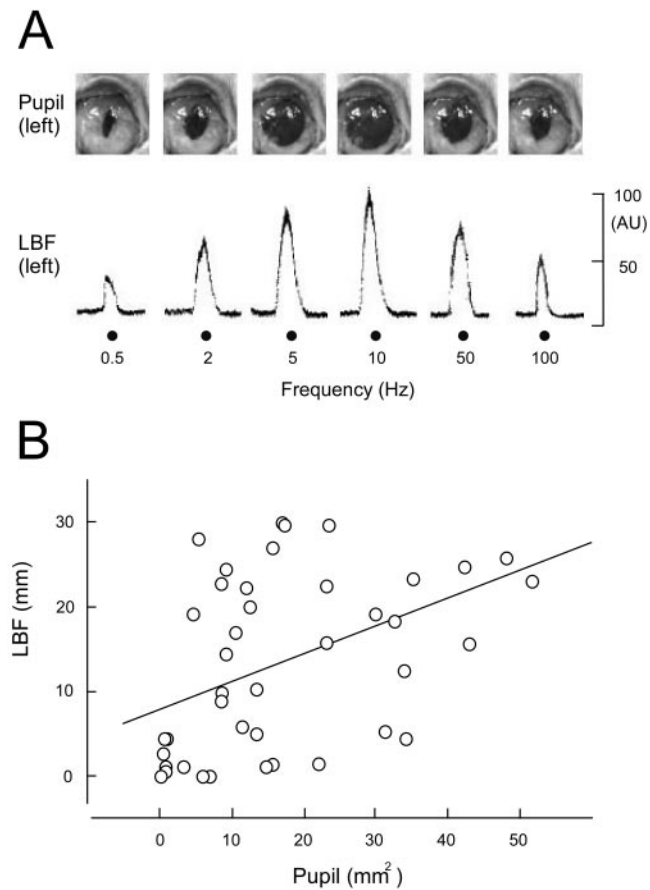 A
Pupil
(left)
LBF
(left)
100
(AU)
50
0.5 2 5 10 50 100
Frequency (Hz)
B
30
20
10
0
LBF (mm)
0 10 20 30 40 50
Pupil (mm²)